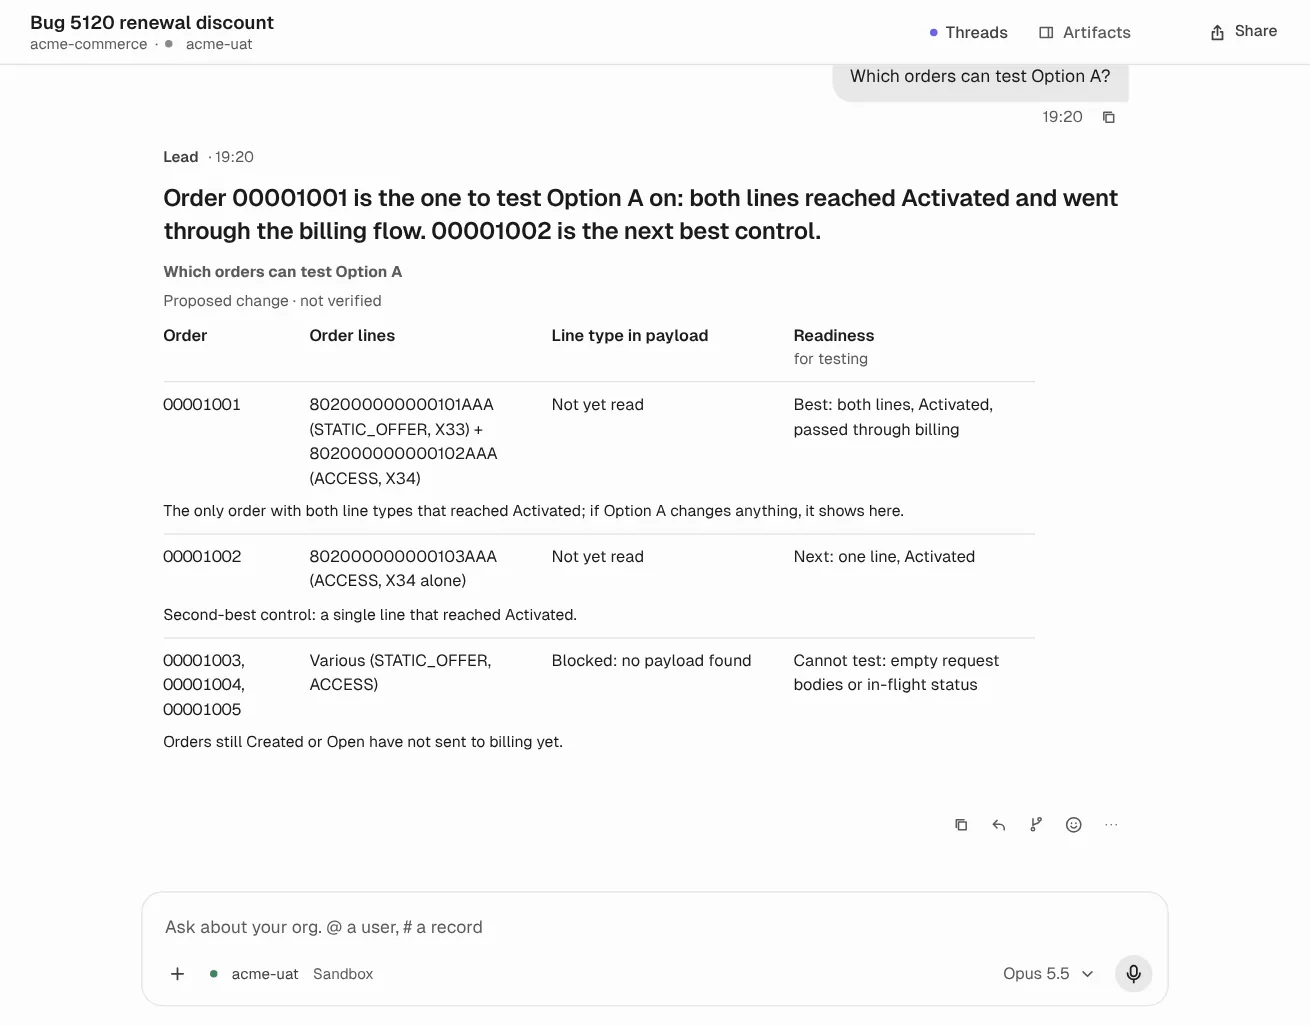 Bug 5120 renewal discount
acme-commerce · acme-uat
Threads
Artifacts
Share
Which orders can test Option A?
19:20
Lead · 19:20
Order 00001001 is the one to test Option A on: both lines reached Activated and went
through the billing flow. 00001002 is the next best control.
Which orders can test Option A
Proposed change · not verified
Order
Order lines
Line type in payload
Readiness
for testing
00001001
802000000000101AAA
(STATIC_OFFER, X33) +
802000000000102AAA
(ACCESS, X34)
Not yet read
Best: both lines, Activated,
passed through billing
The only order with both line types that reached Activated; if Option A changes anything, it shows here.
00001002
802000000000103AAA
(ACCESS, X34 alone)
Not yet read
Next: one line, Activated
Second-best control: a single line that reached Activated.
00001003,
00001004,
00001005
Various (STATIC_OFFER,
ACCESS)
Blocked: no payload found
Cannot test: empty request
bodies or in-flight status
Orders still Created or Open have not sent to billing yet.
Ask about your org. @ a user, # a record
acme-uat Sandbox
Opus 5.5